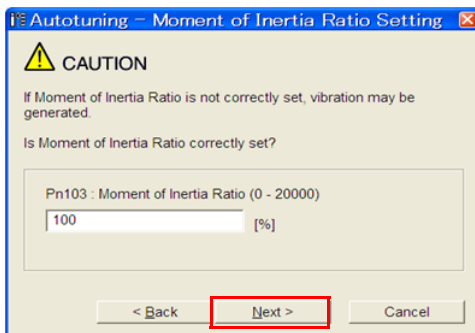 Autotuning - Moment of Inertia Ratio Setting
CAUTION
If Moment of Inertia Ratio is not correctly set, vibration may be
generated.
Is Moment of Inertia Ratio correctly set?
Pn103 : Moment of Inertia Ratio (0 - 20000)
100 [%]
< Back Next > Cancel